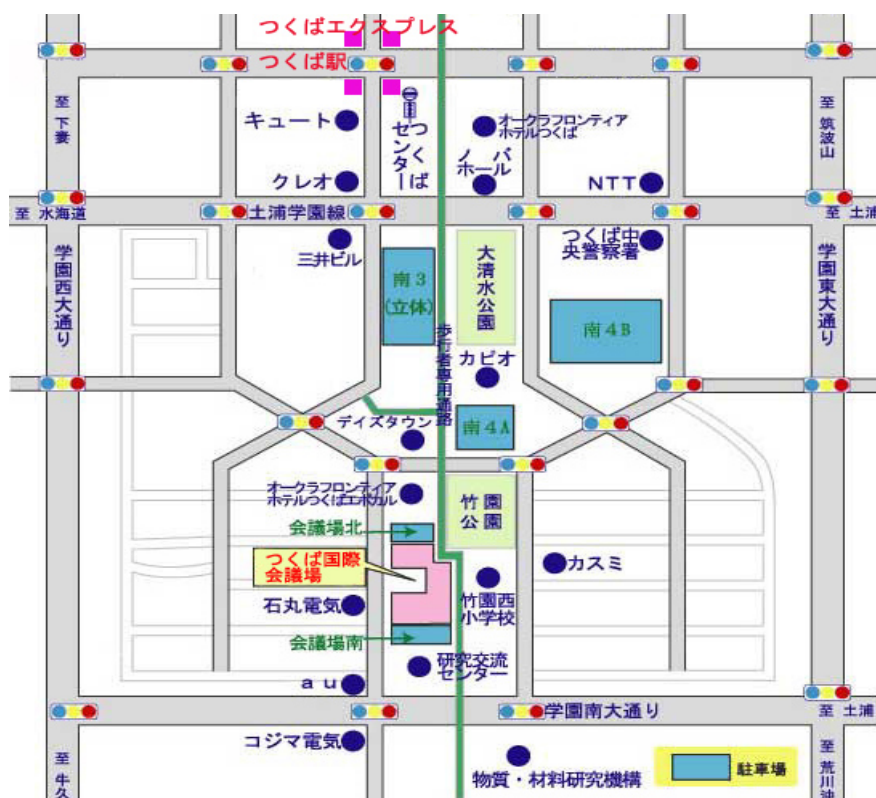 つくばエクスプレス
つくば駅
至 下妻
キュート
つくば
センター
オークラフロンティア
ホテルつくば
ノバ
ホール
至 筑波山
クレオ
NTT
至 水海道
土浦学園線
至 土浦
学園西大通り
三井ビル
南3
(立体)
大清水公園
つくば中
央警察署
学園東大通り
南4B
歩行者専用通路
カピオ
デイズタウン
南4A
オークラフロンティア
ホテルつくばエポカル
竹園
公園
会議場北
つくば国際
会議場
カスミ
石丸電気
竹園西
小学校
会議場南
研究交流
センター
au
学園南大通り
至 土浦
コジマ電気
至 牛久
物質・材料研究機構
駐車場
至 荒川沖